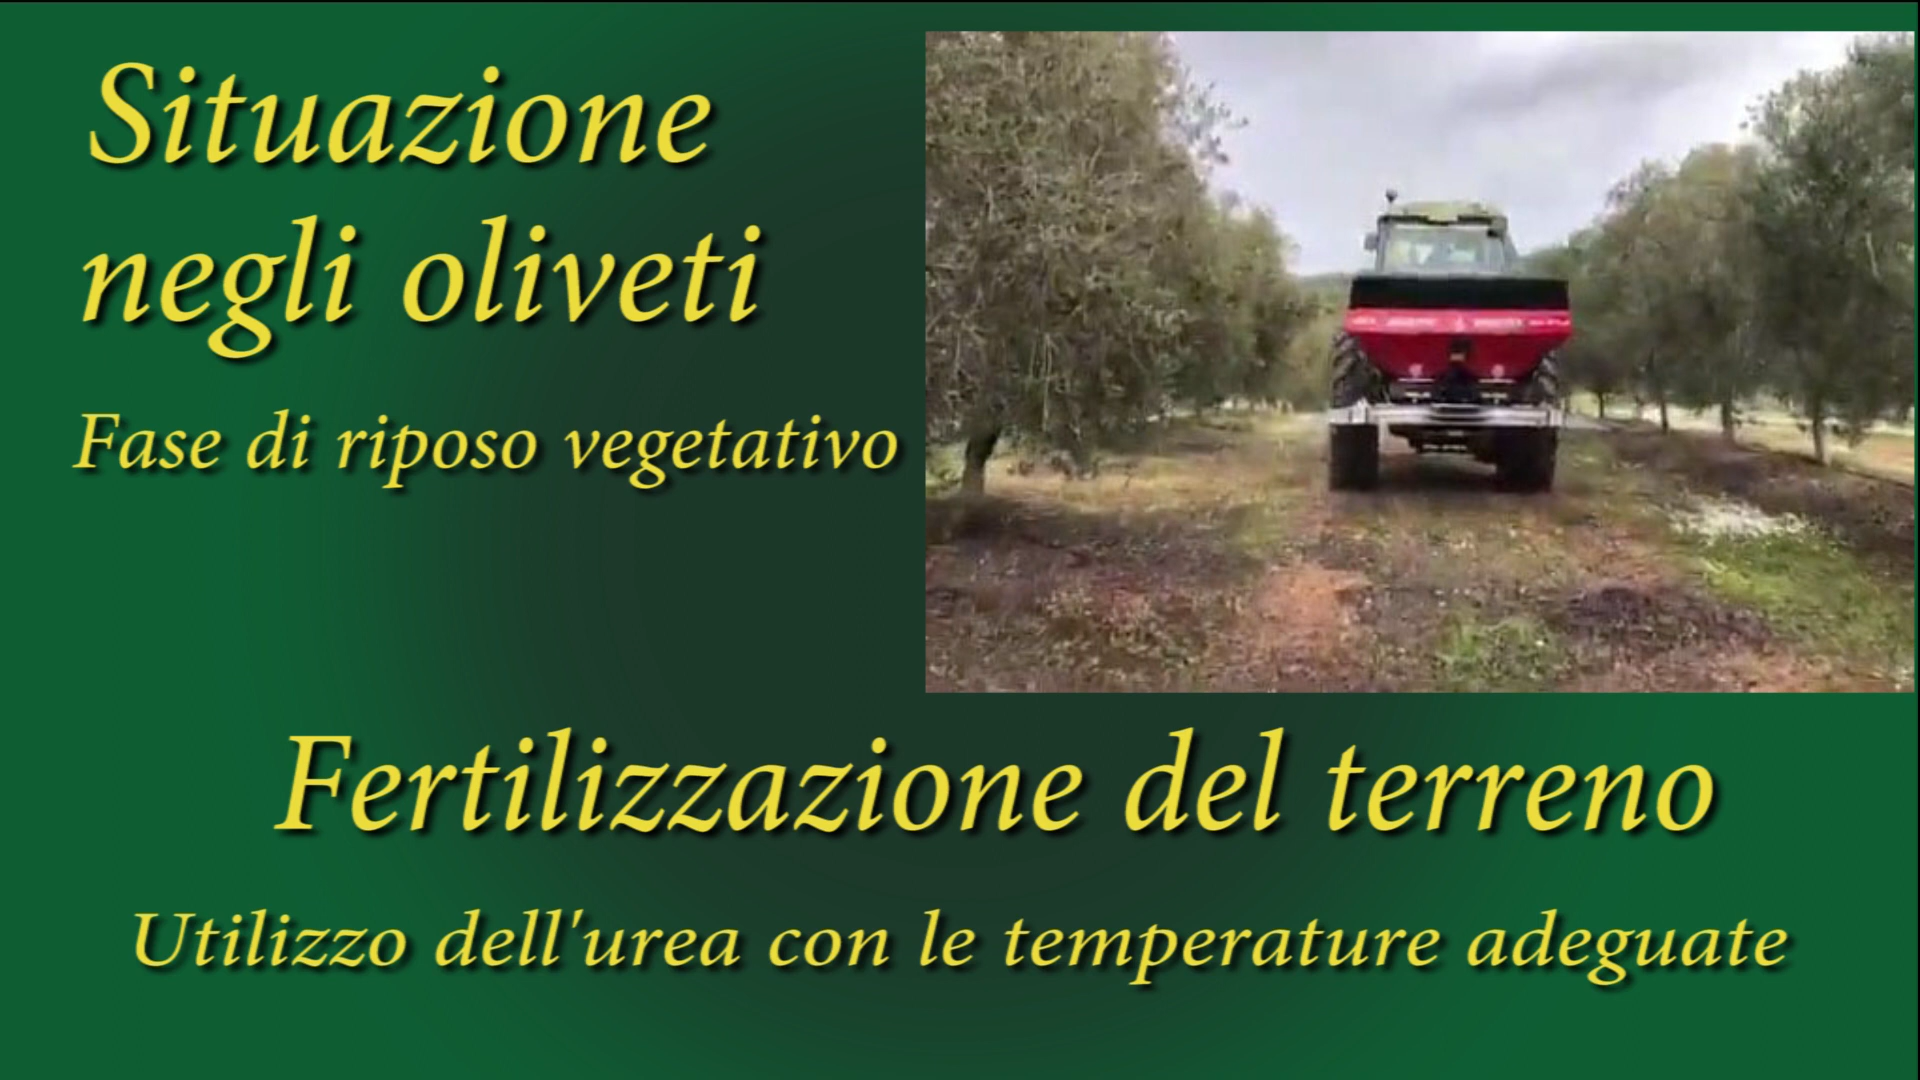 Situazione
negli oliveti
Fase di riposo vegetativo
Fertilizzazione del terreno
Utilizzo dell'urea con le temperature adeguate